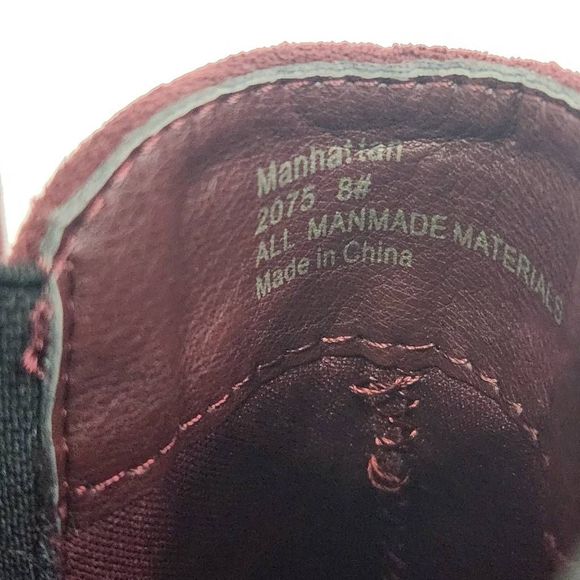 Manhattan
2075 8#
ALL MANMADE MATERIALS
Made in China